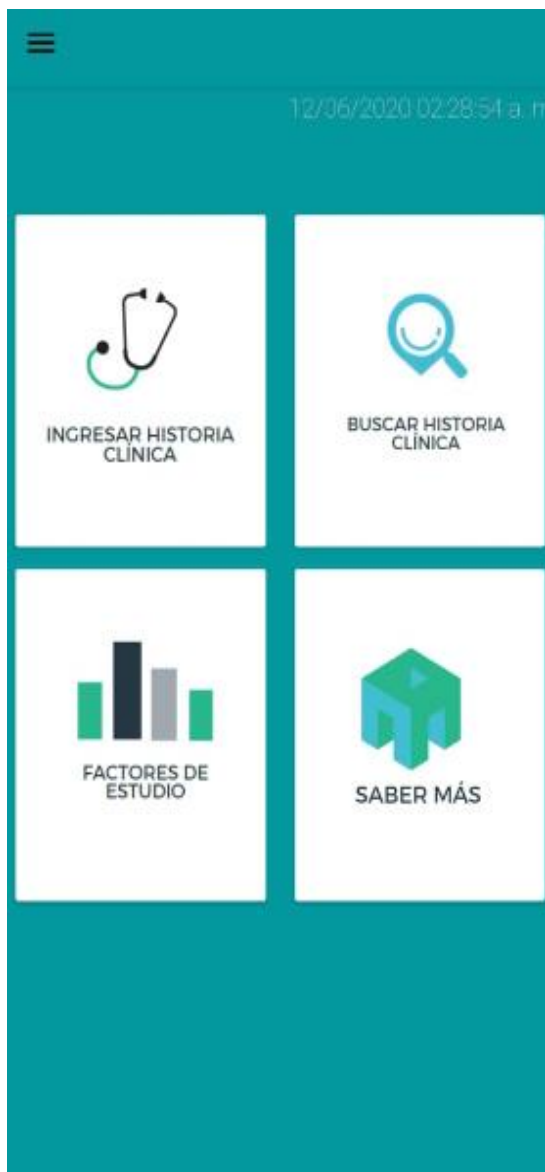 12/06/2020 02:28:54 a. m
INGRESAR HISTORIA
CLÍNICA
BUSCAR HISTORIA
CLÍNICA
FACTORES DE
ESTUDIO
SABER MÁS